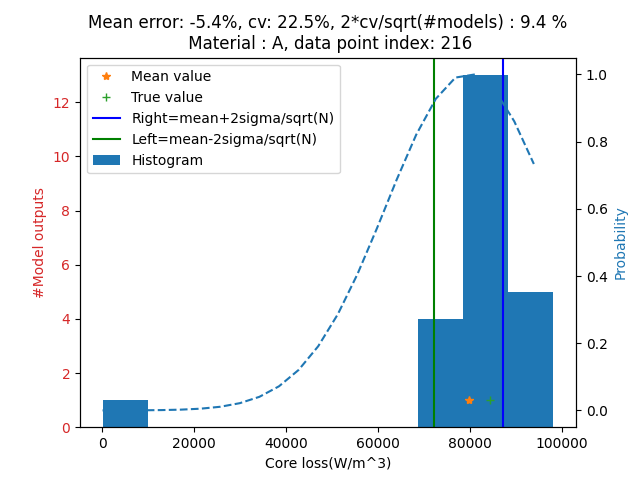 Mean error: -5.4%, cv: 22.5%, 2*cv/sqrt(#models) : 9.4 %
Material : A, data point index: 216
Mean value
True value
Right=mean+2sigma/sqrt(N)
Left=mean-2sigma/sqrt(N)
Histogram
12
10
8
6
4
2
0
#Model outputs
1.0
0.8
0.6
0.4
0.2
0.0
Probability
0
20000
40000
60000
80000
100000
Core loss(W/m^3)